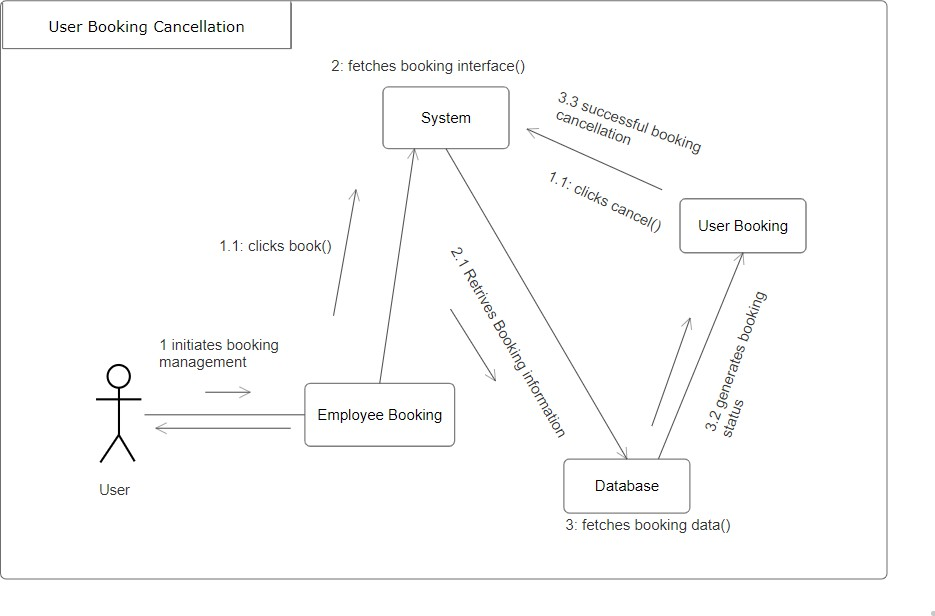 User Booking Cancellation
2: fetches booking interface()
System
3.3 successful booking
cancellation
1.1: clicks cancel()
User Booking
1.1: clicks book()
2.1 Retrives Booking information
1 initiates booking
management
3.2 generates booking
status
Employee Booking
User
Database
3: fetches booking data()